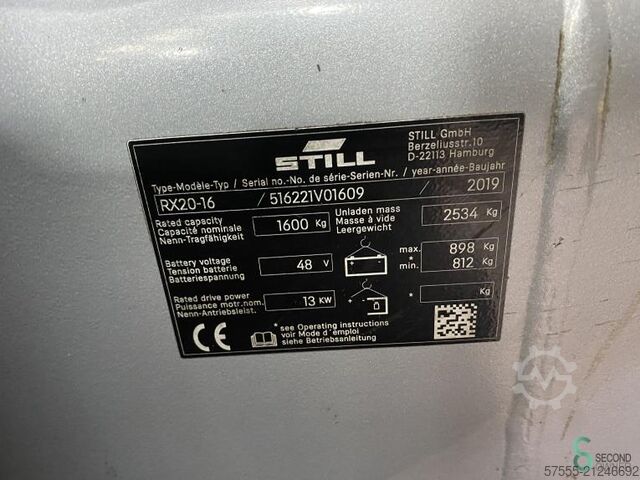 STILL
STILL GmbH
Berzeliusstr.10
D-22113 Hamburg
Type-Modèle-Typ / Serial no.-No. de série-Serien-Nr. / year-année-Baujahr
RX20-16 / 516221V01609 / 2019
Rated capacity
Capacité nominale
Nenn-Tragfähigkeit
1600 Kg
Unladen mass
Masse à vide
Leergewicht
2534 Kg
Battery voltage
Tension batterie
Batteriespannung
48 V
max. 898 Kg
*
min. 812 Kg
Rated drive power
Puissance motr.nom.
Nenn-Antriebsleist.
13 KW
* Kg
CE
* see Operating instructions
voir Mode d'emploi
siehe Betriebsanleitung
SECOND
57555-21246692